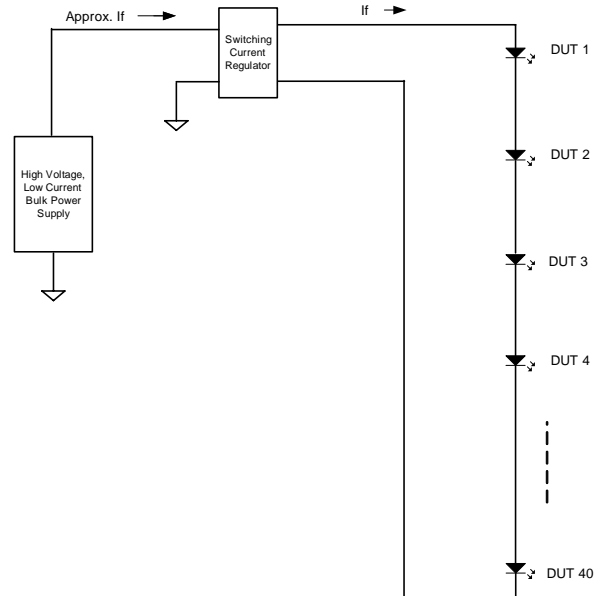 Approx. If
If
Switching
Current
Regulator
DUT 1
High Voltage,
Low Current
Bulk Power
Supply
DUT 2
DUT 3
DUT 4
DUT 40